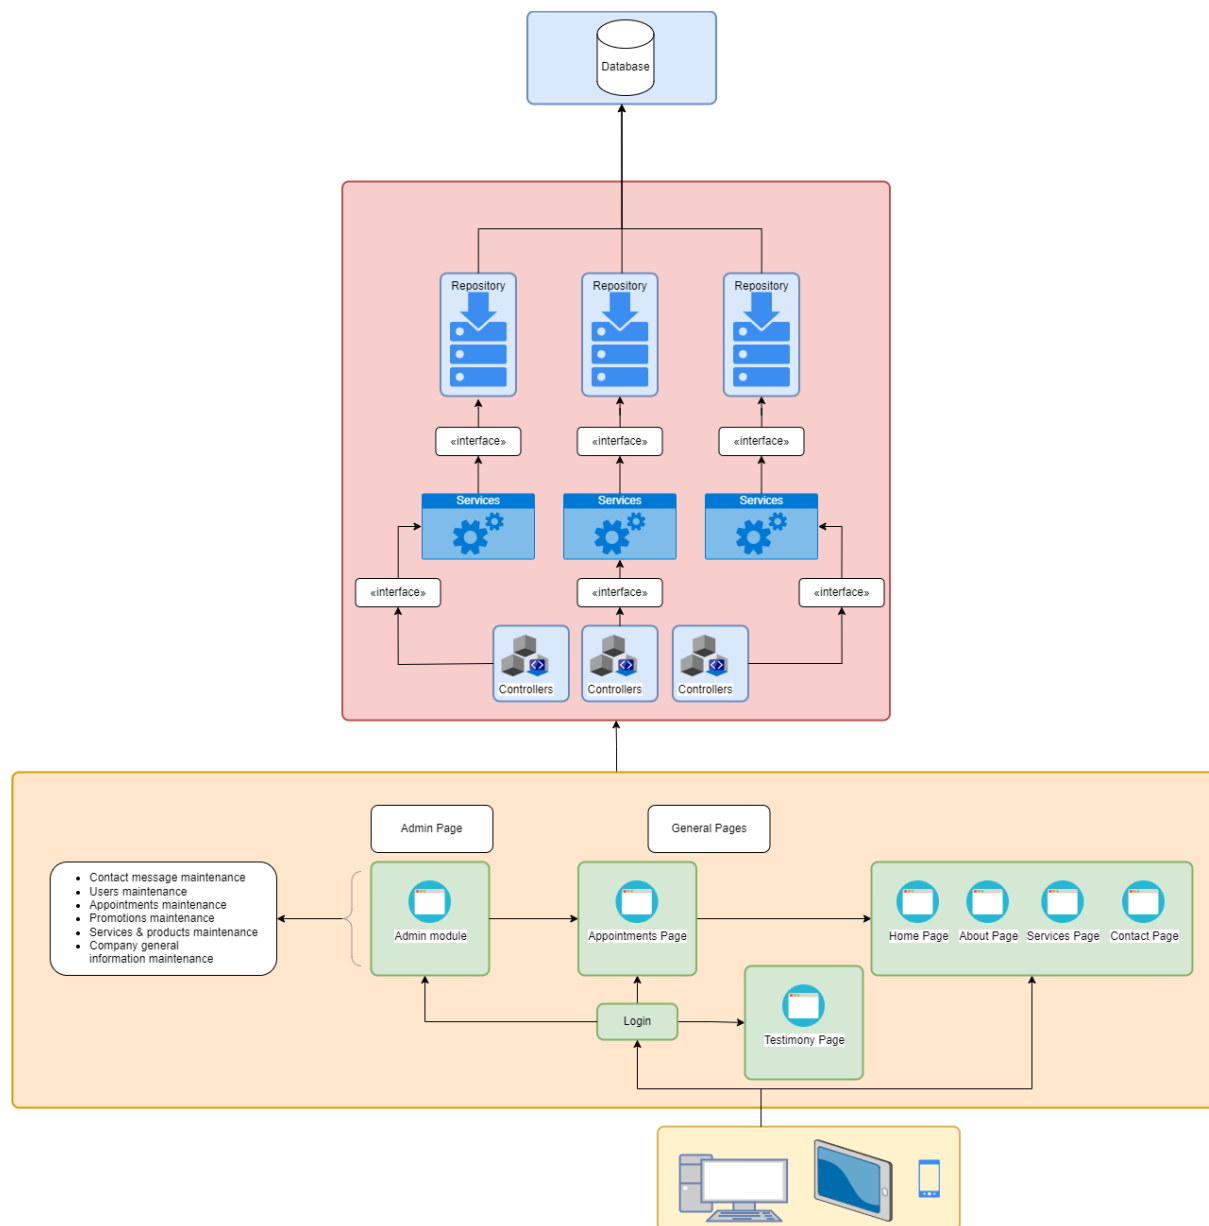 Database
Repository
Repository
Repository
«interface»
«interface»
«interface»
Services
Services
Services
«interface»
«interface»
«interface»
Controllers
Controllers
Controllers
Admin Page
General Pages
Contact message maintenance
Users maintenance
Appointments maintenance
Promotions maintenance
Services & products maintenance
Company general
information maintenance
Admin module
Appointments Page
Home Page
About Page
Services Page
Contact Page
Login
Testimony Page